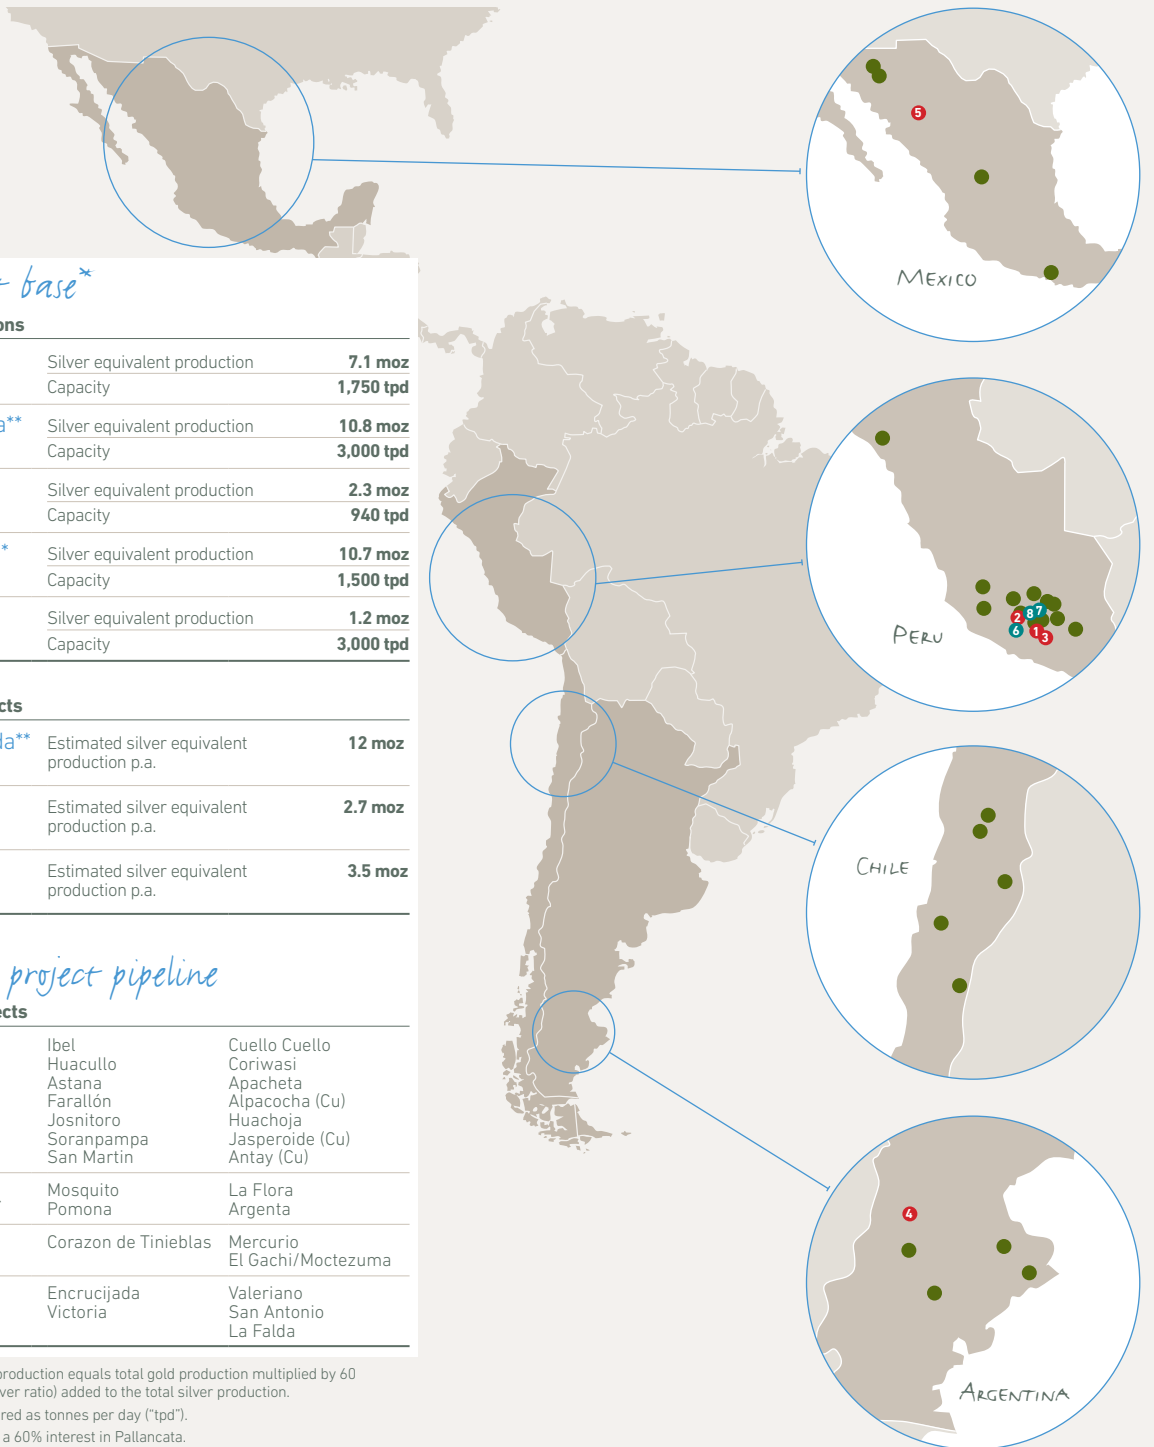 base*
ons
Silver equivalent production 7.1 moz
Capacity 1,750 tpd
a** Silver equivalent production 10.8 moz
Capacity 3,000 tpd
Silver equivalent production 2.3 moz
Capacity 940 tpd
* Silver equivalent production 10.7 moz
Capacity 1,500 tpd
Silver equivalent production 1.2 moz
Capacity 3,000 tpd
cts
da** Estimated silver equivalent 12 moz
production p.a.
Estimated silver equivalent 2.7 moz
production p.a.
Estimated silver equivalent 3.5 moz
production p.a.
project pipeline
ects
Ibel Cuello Cuello
Huacullo Coriwasi
Astana Apacheta
Farallón Alpacocha (Cu)
Josnitoro Huachoja
Soranpampa Jasperoide (Cu)
San Martin Antay (Cu)
Mosquito La Flora
Pomona Argenta
Corazon de Tinieblas Mercurio
El Gachi/Moctezuma
Encrucijada Valeriano
Victoria San Antonio
La Falda
production equals total gold production multiplied by 60
ver ratio) added to the total silver production.
red as tonnes per day (“tpd”).
a 60% interest in Pallancata.
5
MEXICO
2 8 7
6 1 3
PERU
CHILE
4
ARGENTINA